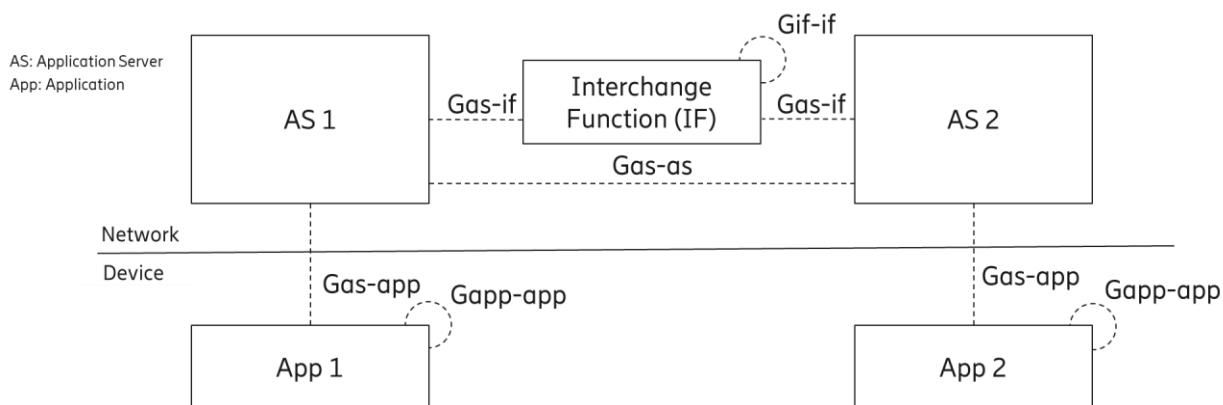 Gif-if
AS: Application Server
App: Application
AS 1
Gas-if
Interchange
Function (IF)
Gas-if
AS 2
Gas-as
Network
Device
Gas-app
Gapp-app
Gas-app
Gapp-app
App 1
App 2